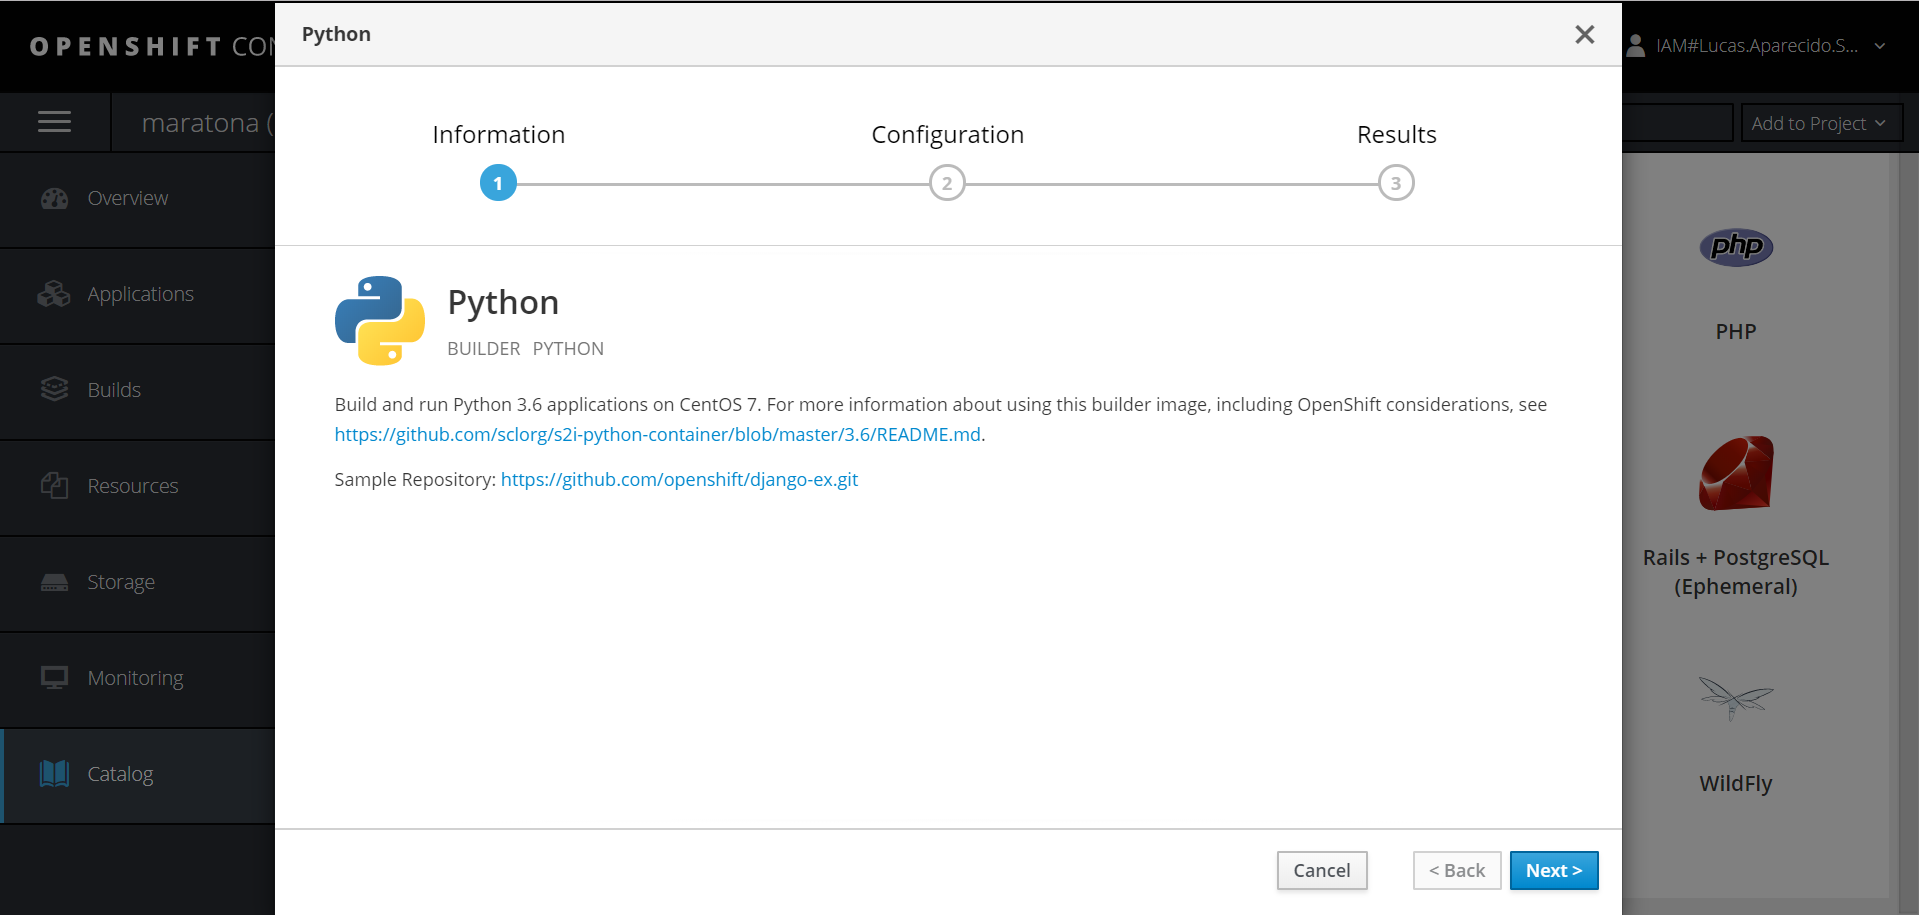 OPENSHIFT CON
IAM#Lucas.Aparecido.S...
maratona (
Add to Project
Overview
Applications
Builds
Resources
Storage
Monitoring
Catalog
Python
Information
Configuration
Results
1
2
3
Python
BUILDER PYTHON
Build and run Python 3.6 applications on CentOS 7. For more information about using this builder image, including OpenShift considerations, see
https://github.com/sclorg/s2i-python-container/blob/master/3.6/README.md.
Sample Repository: https://github.com/openshift/django-ex.git
Cancel
< Back
Next >
php
PHP
Rails + PostgreSQL
(Ephemeral)
WildFly